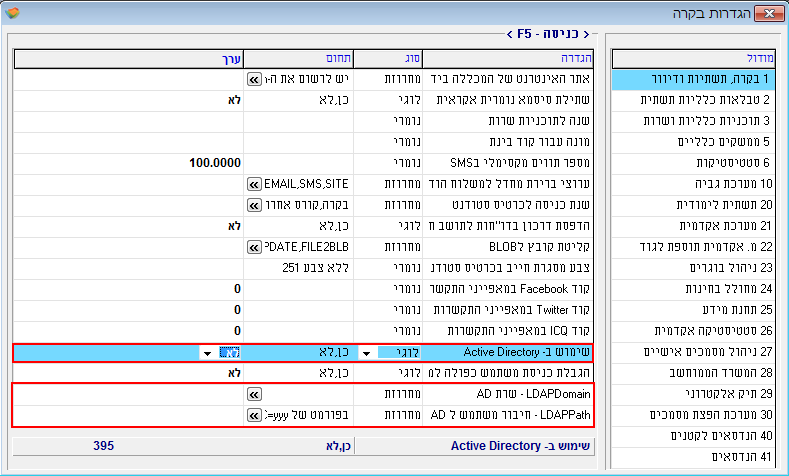 הגדרות בקרה
< כניסה - F5 >
מודול
1 בקרה, תשתיות ודיוור
2 טבלאות כלליות תשתית
3 תוכניות כלליות ושרות
5 ממשקים כלליים
6 סטטיסטיקות
10 מערכת גביה
20 תשתית לימודית
21 מערכת אקדמית
22 מ. אקדמית תוספת לגוד
23 ניהול בוגרים
24 מחולל בחינות
25 תחנת מידע
26 סטטיסטיקה אקדמית
27 ניהול מסמכים אישיים
28 המשרד הממוחשב
29 תיק אלקטרוני
30 מערכת הפצת מסמכים
40 הנדסאים לקטנים
41 הנדסאים
הגדרה סוג תחום ערך
אתר האינטרנט של המכללה ביד מחרוזת יש לרשום את ה-ו
שתילת סיסמא נומרית אקראית לוגי כן,לא לא
שנה לתוכניות שרות נומרי
מונה עבור קוד בינת נומרי
מספר תווים מקסימלי בSMS נומרי 100.0000
ערוצי ברירת מחדל למשלוח הוד מחרוזת EMAIL,SMS,SITE
שנת כניסה לכרטיס סטודנט מחרוזת בקרה,קורס אחרו
הדפסת דרכון בדו"חות לתושב ח לוגי כן,לא לא
קליטת קובץ לBLOB מחרוזת PDATE,FILE2BLB
צבע מסגרת חייב בכרטיס סטודנ נומרי ללא צבע 251
קוד Facebook במאפייני התקשר נומרי 0
קוד Twitter במאפייני התקשרות נומרי 0
קוד ICQ במאפייני התקשרות נומרי 0
שימוש ב- Active Directory לוגי כן,לא לא
הגבלת כניסת משתמש כפולה למ לוגי כן,לא לא
LDAPDomain - שרת AD מחרוזת
LDAPPath - חיבור משתמש ל AD מחרוזת בפורמט של yyy=
שימוש ב- Active Directory כן,לא 395